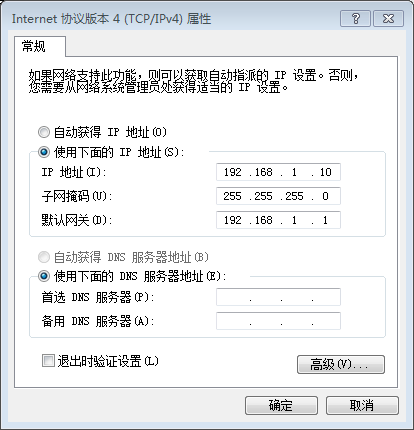 Internet 协议版本 4 (TCP/IPv4) 属性
常规
如果网络支持此功能，则可以获取自动指派的 IP 设置。否则，
您需要从网络系统管理员处获得适当的 IP 设置。
自动获得 IP 地址(O)
使用下面的 IP 地址(S):
IP 地址(I): 192 .168 . 1 . 10
子网掩码(U): 255 .255 .255 . 0
默认网关(D): 192 .168 . 1 . 1
自动获得 DNS 服务器地址(B)
使用下面的 DNS 服务器地址(E):
首选 DNS 服务器(P): . . .
备用 DNS 服务器(A): . . .
退出时验证设置(L)
高级(V)...
确定 取消